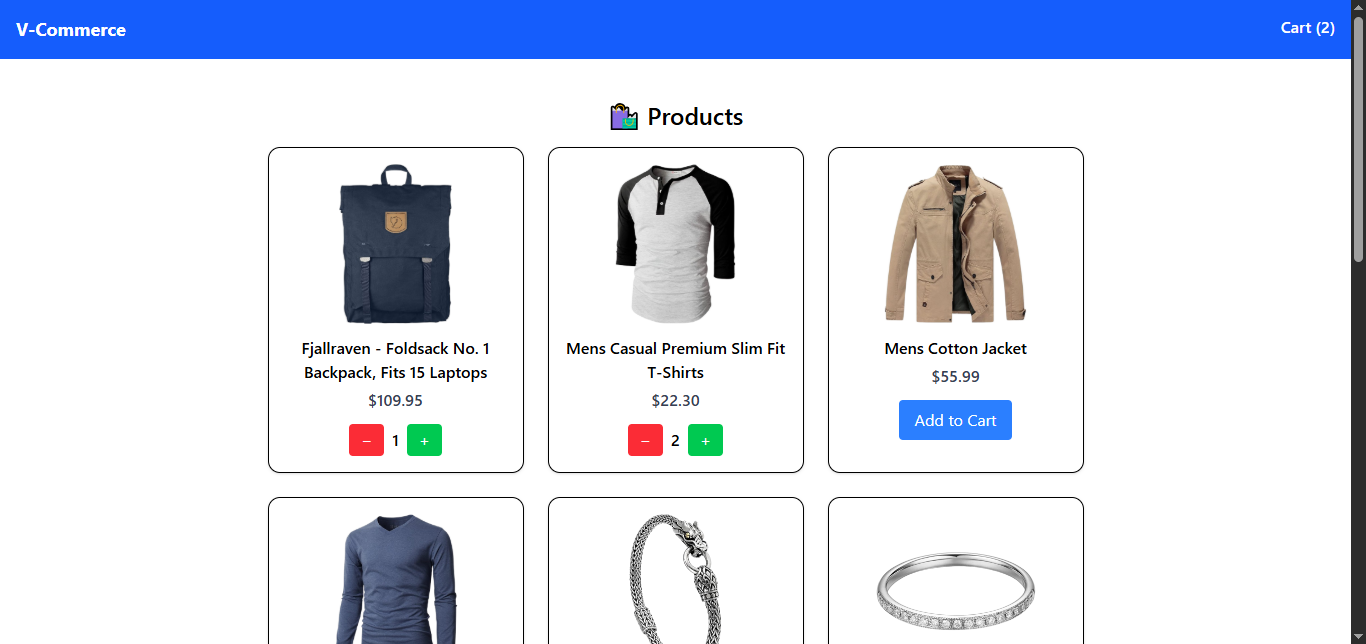 V-Commerce
Cart (2)
🛍️ Products
Fjallraven - Foldsack No. 1
Backpack, Fits 15 Laptops
$109.95
− 1 +
Mens Casual Premium Slim Fit
T-Shirts
$22.30
− 2 +
Mens Cotton Jacket
$55.99
Add to Cart